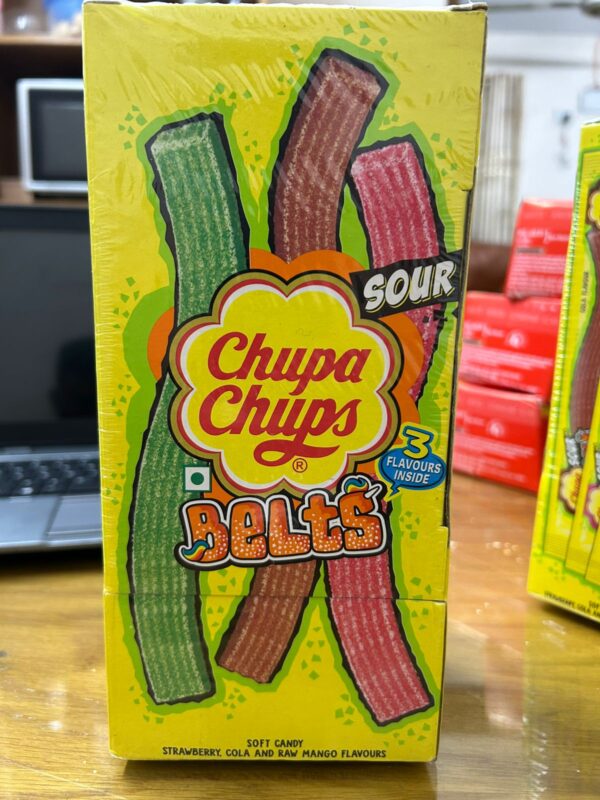 SOUR
Chupa
Chups
®
3
FLAVOURS
INSIDE
BELtS
SOFT CANDY
STRAWBERRY, COLA AND RAW MANGO FLAVOURS